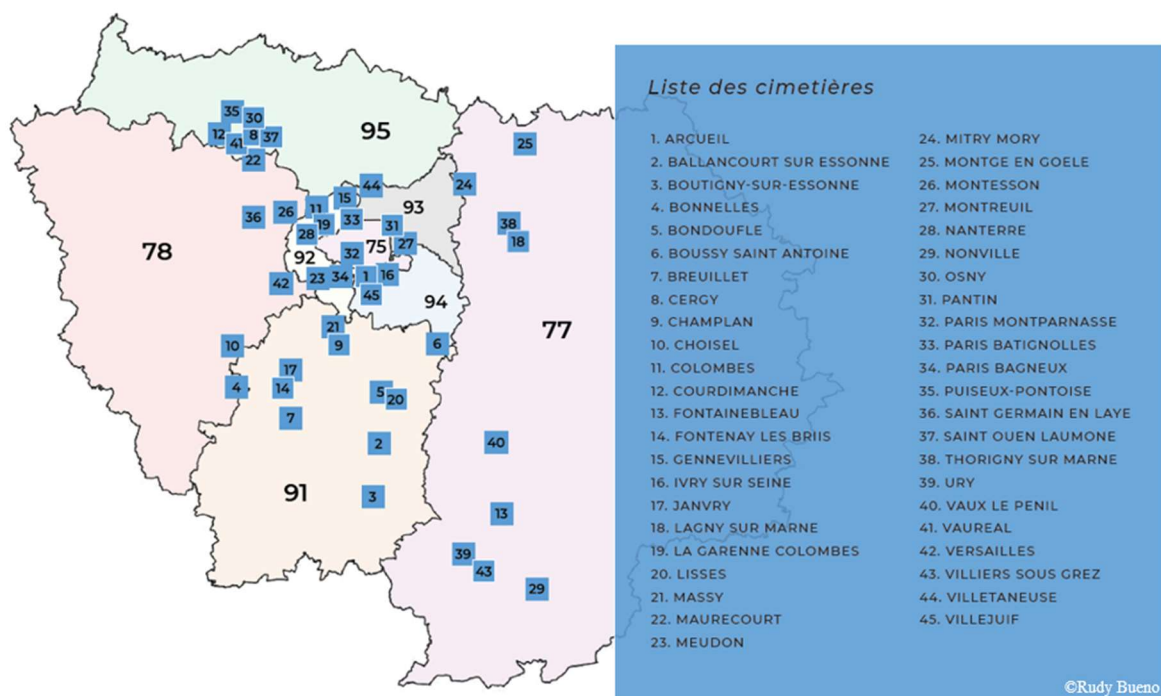 35
30
12
8
37
41
22
95
25
44
24
15
11
93
36
26
33
38
19
31
28
18
75
27
78
32
92
16
42
23
34
1
45
94
77
21
10
9
6
17
4
14
5
20
7
40
2
91
3
13
39
43
29
Liste des cimetières
1. ARCUEIL
2. BALLANCOURT SUR ESSONNE
3. BOUTIGNY-SUR-ESSONNE
4. BONNELLES
5. BONDOUFLE
6. BOUSSY SAINT ANTOINE
7. BREUILLET
8. CERGY
9. CHAMPLAN
10. CHOISEL
11. COLOMBES
12. COURDIMANCHE
13. FONTAINEBLEAU
14. FONTENAY LES BRIIS
15. GENNEVILLIERS
16. IVRY SUR SEINE
17. JANVRY
18. LAGNY SUR MARNE
19. LA GARENNE COLOMBES
20. LISSES
21. MASSY
22. MAURECOURT
23. MEUDON
24. MITRY MORY
25. MONTGE EN GOELE
26. MONTESSON
27. MONTREUIL
28. NANTERRE
29. NONVILLE
30. OSNY
31. PANTIN
32. PARIS MONTPARNASSE
33. PARIS BATIGNOLLES
34. PARIS BAGNEUX
35. PUISEUX-PONTOISE
36. SAINT GERMAIN EN LAYE
37. SAINT OUEN LAUMONE
38. THORIGNY SUR MARNE
39. URY
40. VAUX LE PENIL
41. VAUREAL
42. VERSAILLES
43. VILLIERS SOUS GREZ
44. VILLETANEUSE
45. VILLEJUIF
©Rudy Bueno